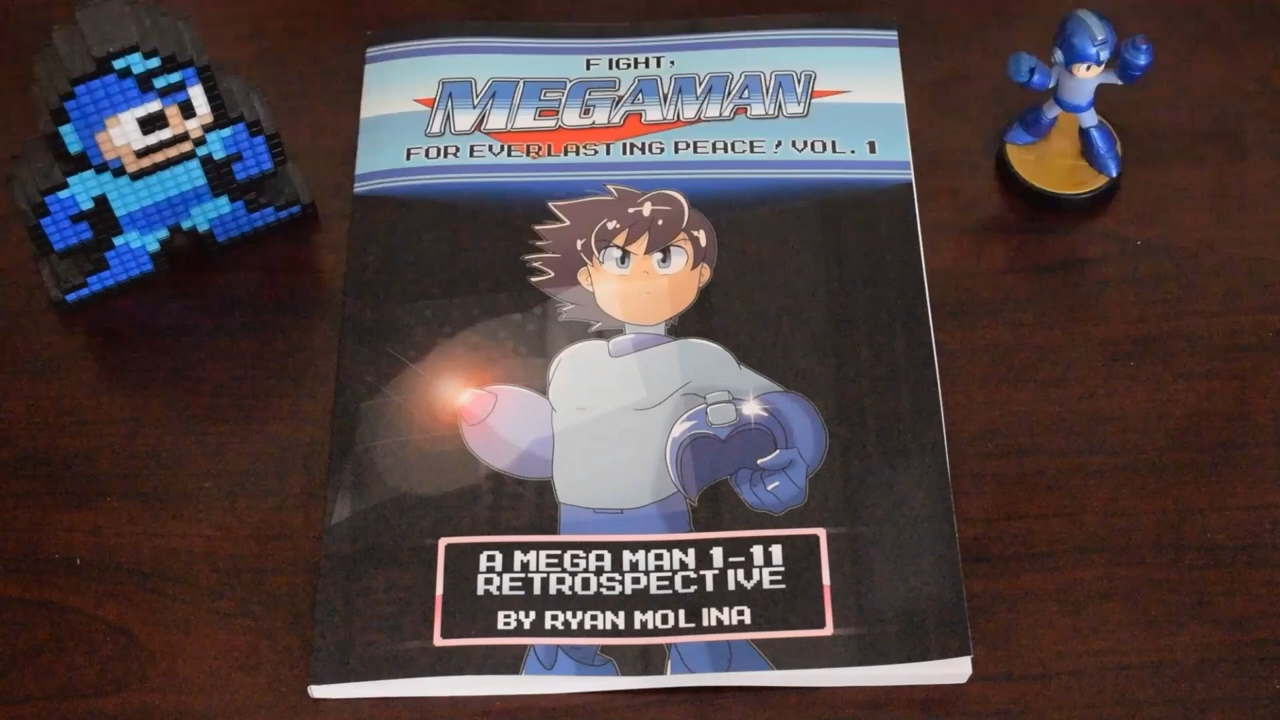 FIGHT,
MEGAMAN
FOR EVERLASTING PEACE! VOL. 1
A MEGA MAN 1-11
RETROSPECTIVE
BY RYAN MOLINA